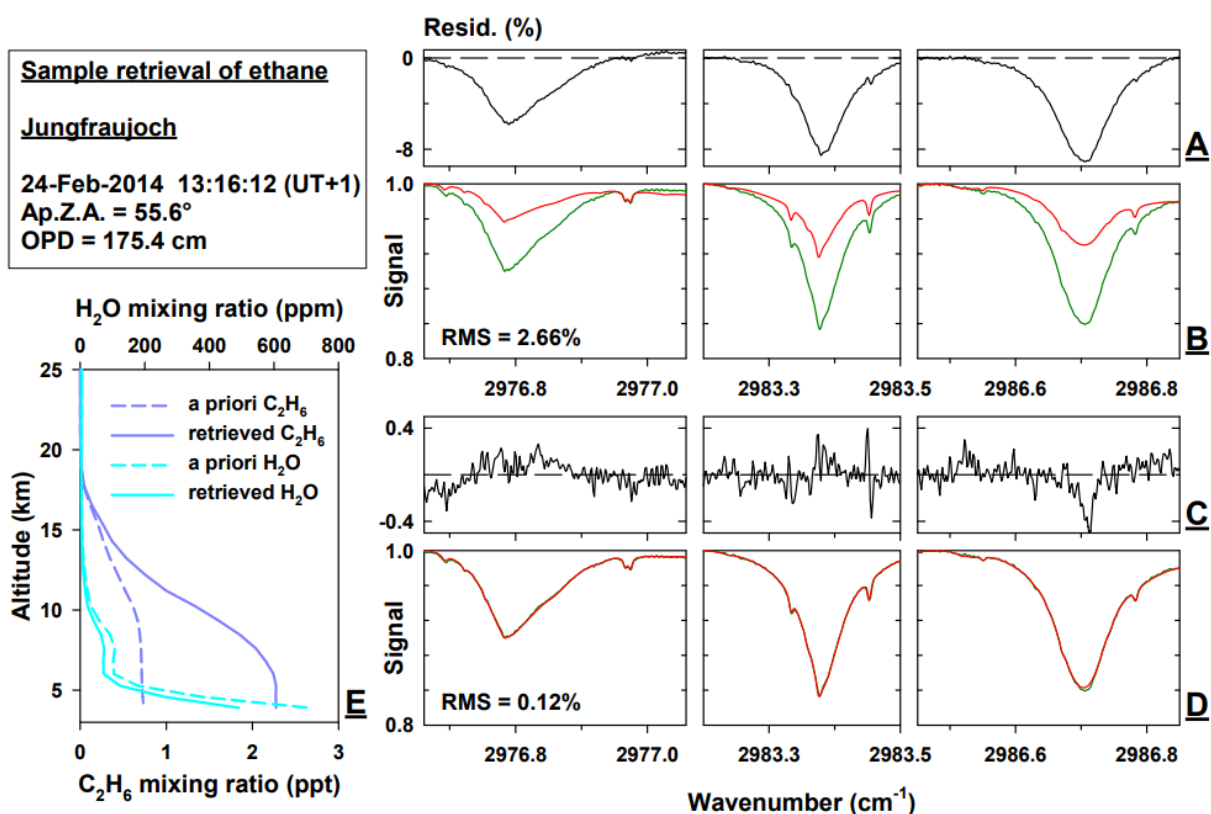 Sample retrieval of ethane
Jungfraujoch
24-Feb-2014 13:16:12 (UT+1)
Ap.Z.A. = 55.6°
OPD = 175.4 cm
Resid. (%)
0
-8
A
1.0
Signal
0.8
RMS = 2.66%
B
2976.8 2977.0 2983.3 2983.5 2986.6 2986.8
0.4
-0.4
C
1.0
Signal
0.8
RMS = 0.12%
D
2976.8 2977.0 2983.3 2983.5 2986.6 2986.8
Wavenumber (cm⁻¹)
H₂O mixing ratio (ppm)
0 200 400 600 800
25
20
15
10
5
Altitude (km)
a priori C₂H₆
retrieved C₂H₆
a priori H₂O
retrieved H₂O
E
0 1 2 3
C₂H₆ mixing ratio (ppt)